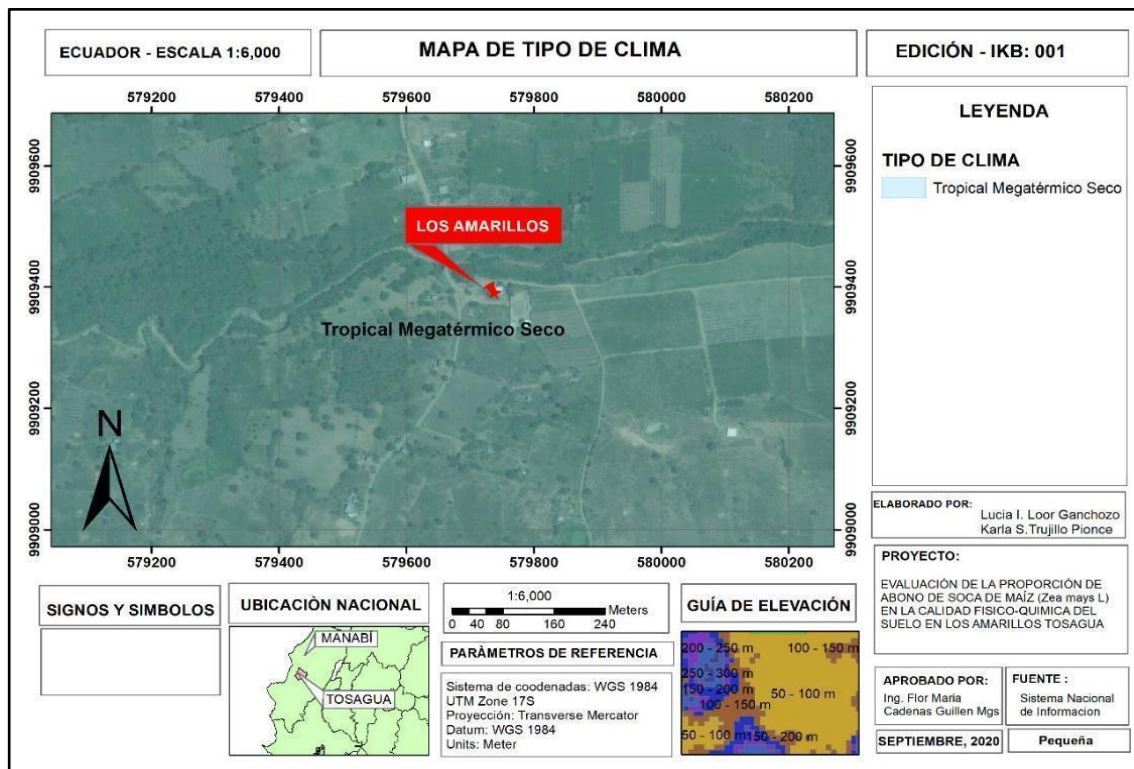 ECUADOR - ESCALA 1:6,000
MAPA DE TIPO DE CLIMA
EDICIÓN - IKB: 001
579200 579400 579600 579800 580000 580200
9909600
9909400
9909200
9909000
9909600
9909400
9909200
9909000
LOS AMARILLOS
Tropical Megatérmico Seco
N
579200 579400 579600 579800 580000 580200
LEYENDA
TIPO DE CLIMA
Tropical Megatérmico Seco
ELABORADO POR:
Lucia I. Loor Ganchozo
Karla S.Trujillo Pionce
PROYECTO:
EVALUACIÓN DE LA PROPORCIÓN DE
ABONO DE SOCA DE MAÍZ (Zea mays L)
EN LA CALIDAD FISICO-QUIMICA DEL
SUELO EN LOS AMARILLOS TOSAGUA
SIGNOS Y SIMBOLOS
UBICACIÒN NACIONAL
MANABÍ
TOSAGUA
1:6,000
Meters
0 40 80 160 240
PARÀMETROS DE REFERENCIA
Sistema de coodenadas: WGS 1984
UTM Zone 17S
Proyección: Transverse Mercator
Datum: WGS 1984
Units: Meter
GUÍA DE ELEVACIÓN
200 - 250 m
100 - 150 m
250 - 300 m
150 - 200 m
50 - 100 m
100 - 150 m
50 - 100 m
150 - 200 m
APROBADO POR:
Ing. Flor Maria
Cadenas Guillen Mgs
FUENTE :
Sistema Nacional
de Informacion
SEPTIEMBRE, 2020
Pequeña